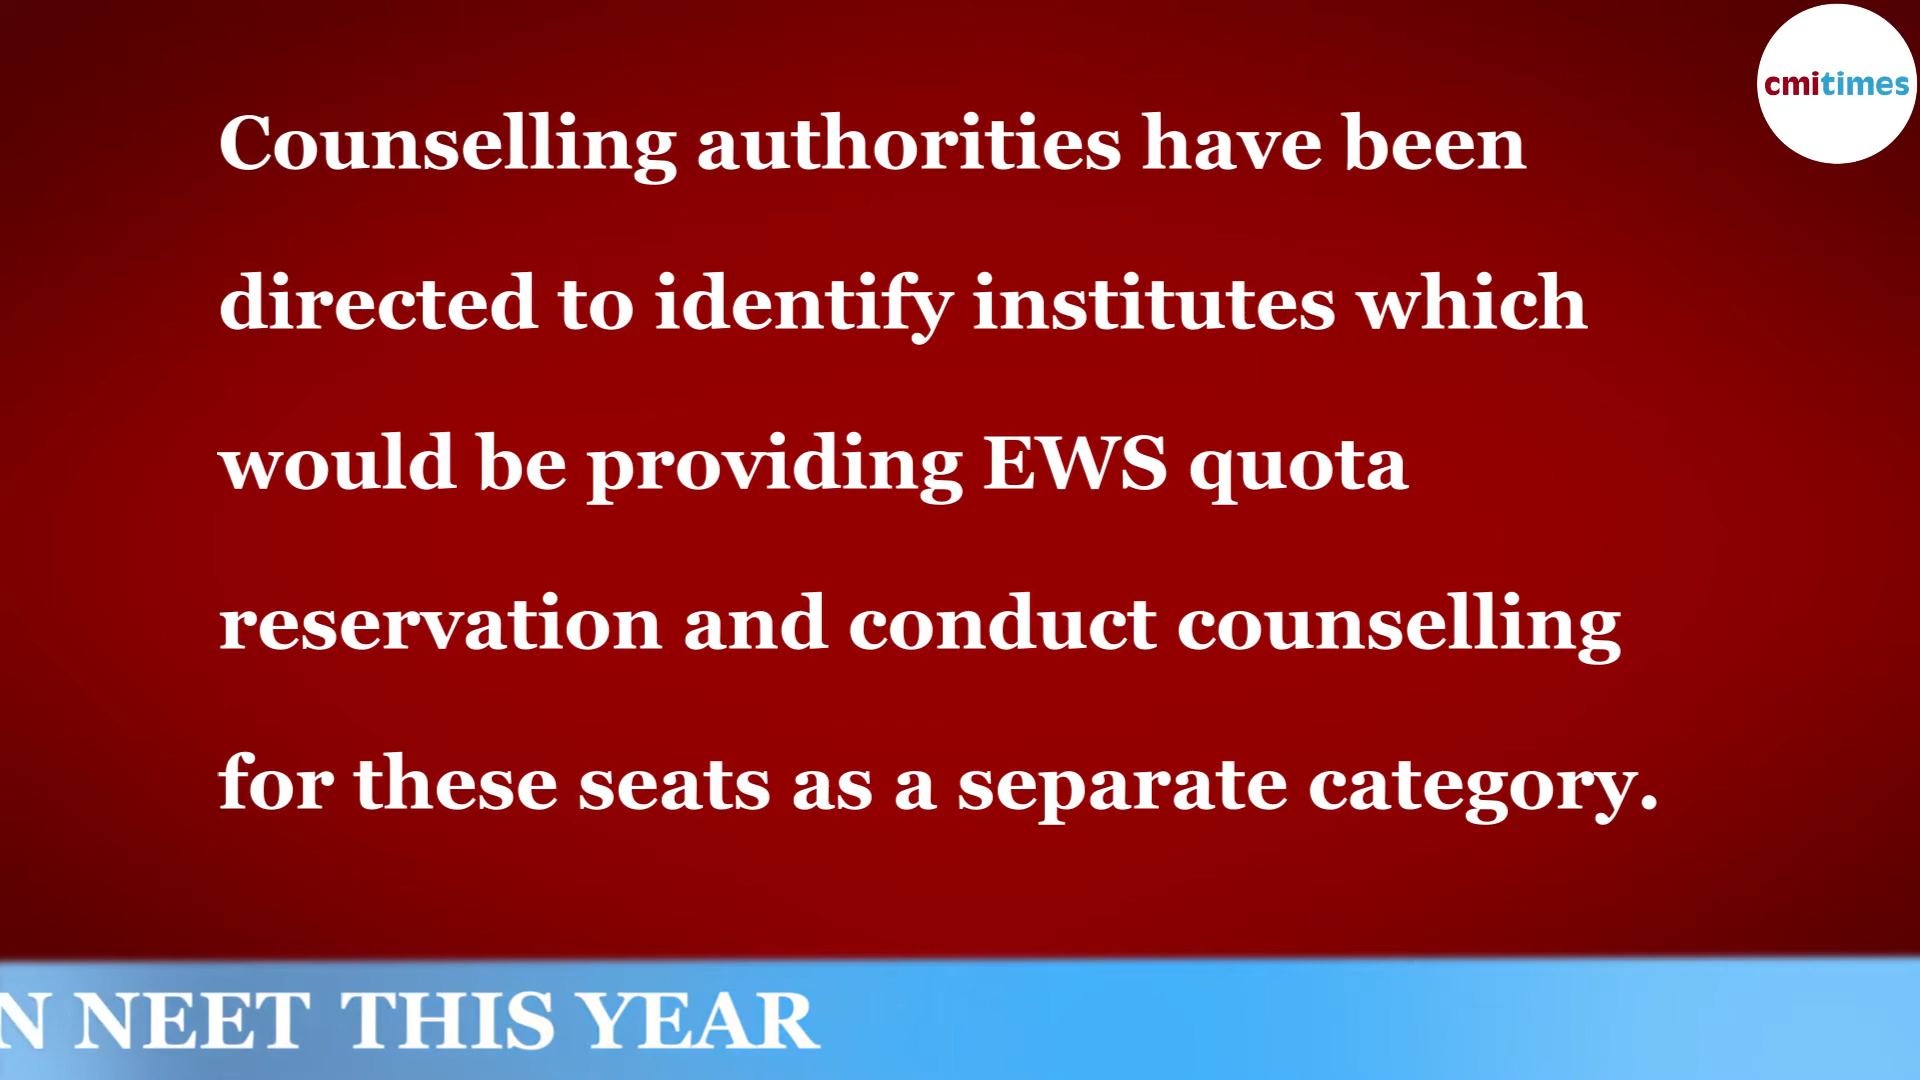 cmitimes
Counselling authorities have been
directed to identify institutes which
would be providing EWS quota
reservation and conduct counselling
for these seats as a separate category.
N NEET THIS YEAR